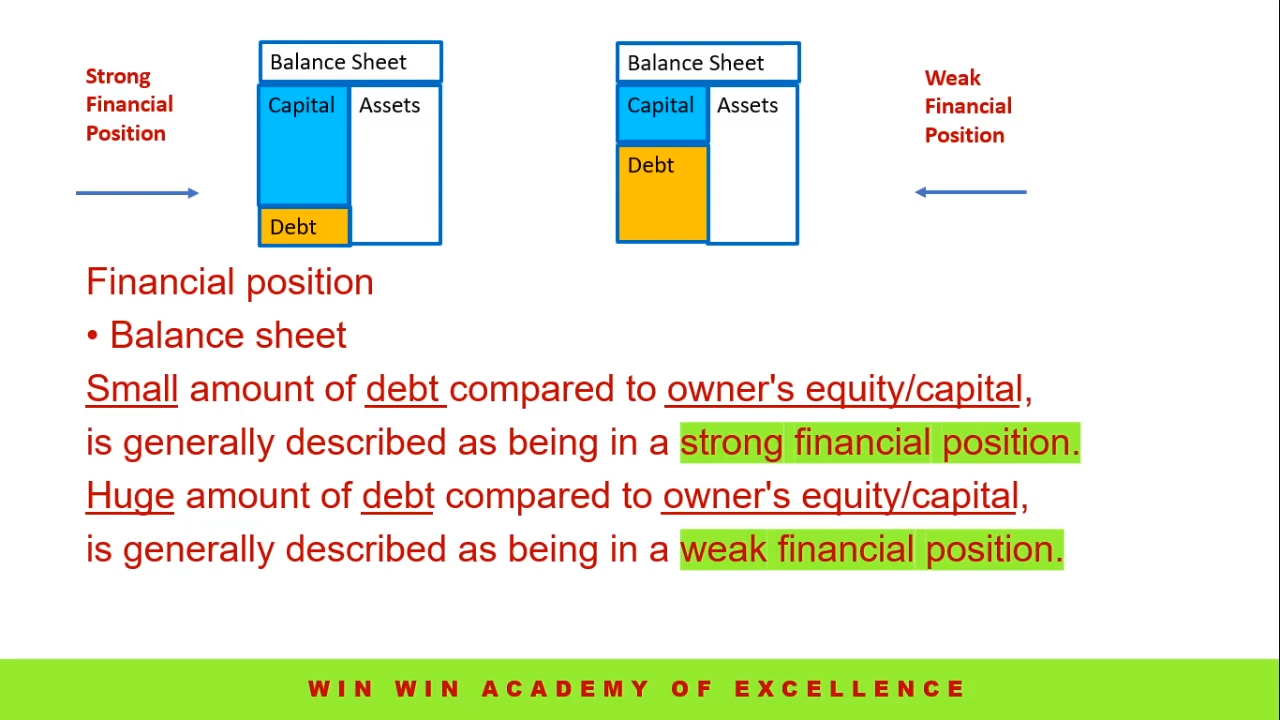 Strong
Financial
Position
Balance Sheet
Capital
Assets
Debt
Balance Sheet
Capital
Assets
Debt
Weak
Financial
Position
Financial position
• Balance sheet
Small amount of debt compared to owner's equity/capital,
is generally described as being in a strong financial position.
Huge amount of debt compared to owner's equity/capital,
is generally described as being in a weak financial position.
WIN WIN ACADEMY OF EXCELLENCE